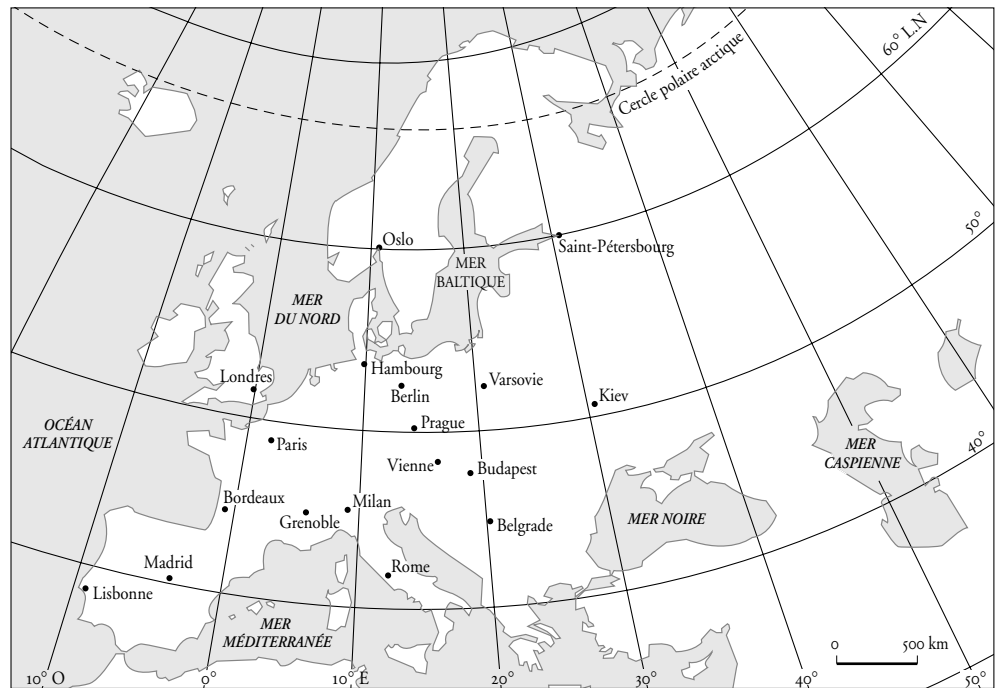 60° L.N
Cercle polaire arctique
50°
Oslo
Saint-Pétersbourg
MER
BALTIQUE
MER
DU NORD
Hambourg
Londres
Berlin
Varsovie
Kiev
OCÉAN
ATLANTIQUE
Prague
Paris
40°
MER
CASPIENNE
Vienne
Budapest
Bordeaux
Milan
Grenoble
Belgrade
MER NOIRE
Madrid
Rome
Lisbonne
MER
MÉDITERRANÉE
0 500 km
10° O 0° 10° E 20° 30° 40° 50°